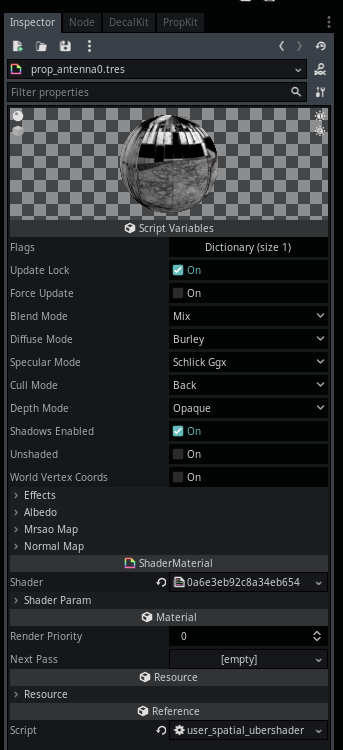 Inspector Node DecalKit PropKit
prop_antenna0.tres
Filter properties
Script Variables
Flags Dictionary (size 1)
Update Lock On
Force Update On
Blend Mode Mix
Diffuse Mode Burley
Specular Mode Schlick Ggx
Cull Mode Back
Depth Mode Opaque
Shadows Enabled On
Unshaded On
World Vertex Coords On
Effects
Albedo
Mrsao Map
Normal Map
ShaderMaterial
Shader 0a6e3eb92c8a34eb654
Shader Param
Material
Render Priority 0
Next Pass [empty]
Resource
Resource
Reference
Script user_spatial_ubershader